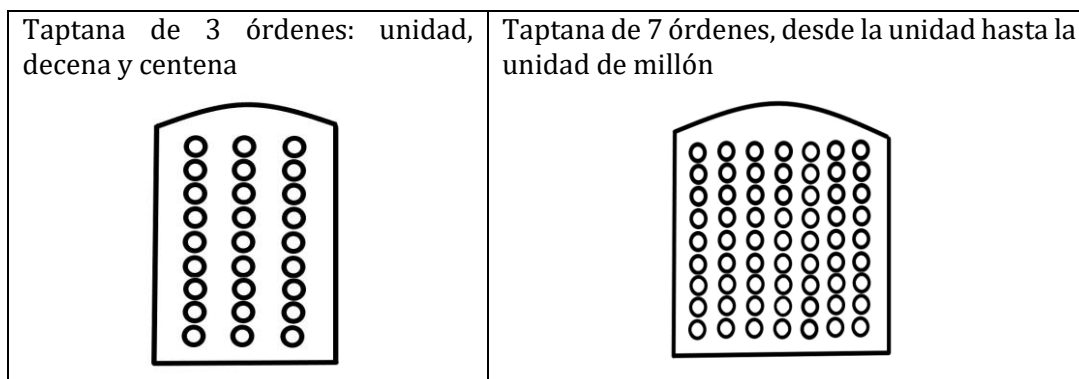 Taptana de 3 órdenes: unidad,
decena y centena
Taptana de 7 órdenes, desde la unidad hasta la
unidad de millón